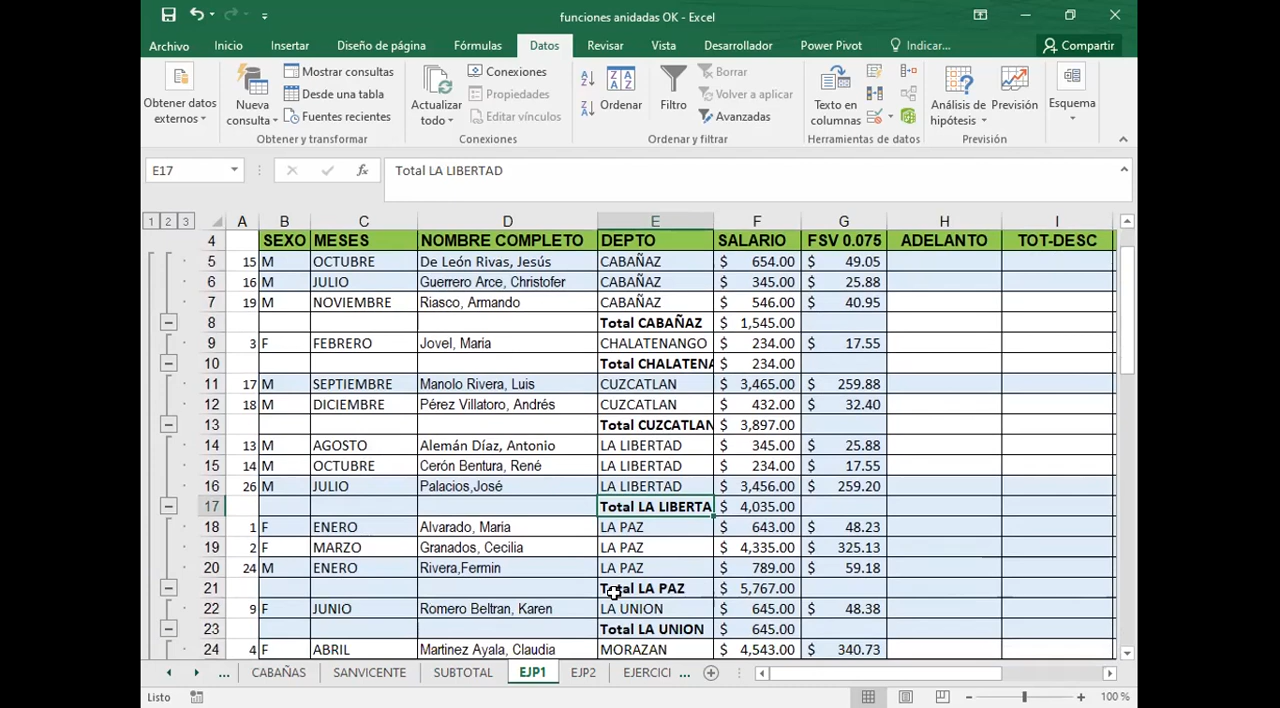 funciones anidadas OK - Excel
Archivo Inicio Insertar Diseño de página Fórmulas Datos Revisar Vista Desarrollador Power Pivot Indicar... Compartir
Obtener datos externos
Nueva consulta
Mostrar consultas
Desde una tabla
Fuentes recientes
Obtener y transformar
Actualizar todo
Conexiones
Propiedades
Editar vínculos
Conexiones
Ordenar
Filtro
Borrar
Volver a aplicar
Avanzadas
Ordenar y filtrar
Texto en columnas
Herramientas de datos
Análisis de hipótesis
Previsión
Previsión
Esquema
E17 fx Total LA LIBERTAD
1 2 3 A B C D E F G H I
4 SEXO MESES NOMBRE COMPLETO DEPTO SALARIO FSV 0.075 ADELANTO TOT-DESC
5 15 M OCTUBRE De León Rivas, Jesús CABAÑAZ $ 654.00 $ 49.05
6 16 M JULIO Guerrero Arce, Christofer CABAÑAZ $ 345.00 $ 25.88
7 19 M NOVIEMBRE Riasco, Armando CABAÑAZ $ 546.00 $ 40.95
8 Total CABAÑAZ $ 1,545.00
9 3 F FEBRERO Jovel, Maria CHALATENANGO $ 234.00 $ 17.55
10 Total CHALATENA $ 234.00
11 17 M SEPTIEMBRE Manolo Rivera, Luis CUZCATLAN $ 3,465.00 $ 259.88
12 18 M DICIEMBRE Pérez Villatoro, Andrés CUZCATLAN $ 432.00 $ 32.40
13 Total CUZCATLAN $ 3,897.00
14 13 M AGOSTO Alemán Díaz, Antonio LA LIBERTAD $ 345.00 $ 25.88
15 14 M OCTUBRE Cerón Bentura, René LA LIBERTAD $ 234.00 $ 17.55
16 26 M JULIO Palacios,José LA LIBERTAD $ 3,456.00 $ 259.20
17 Total LA LIBERTA $ 4,035.00
18 1 F ENERO Alvarado, Maria LA PAZ $ 643.00 $ 48.23
19 2 F MARZO Granados, Cecilia LA PAZ $ 4,335.00 $ 325.13
20 24 M ENERO Rivera,Fermin LA PAZ $ 789.00 $ 59.18
21 Total LA PAZ $ 5,767.00
22 9 F JUNIO Romero Beltran, Karen LA UNION $ 645.00 $ 48.38
23 Total LA UNION $ 645.00
24 4 F ABRIL Martinez Ayala, Claudia MORAZAN $ 4,543.00 $ 340.73
... CABAÑAS SANVICENTE SUBTOTAL EJP1 EJP2 EJERCICI ...
Listo 100 %